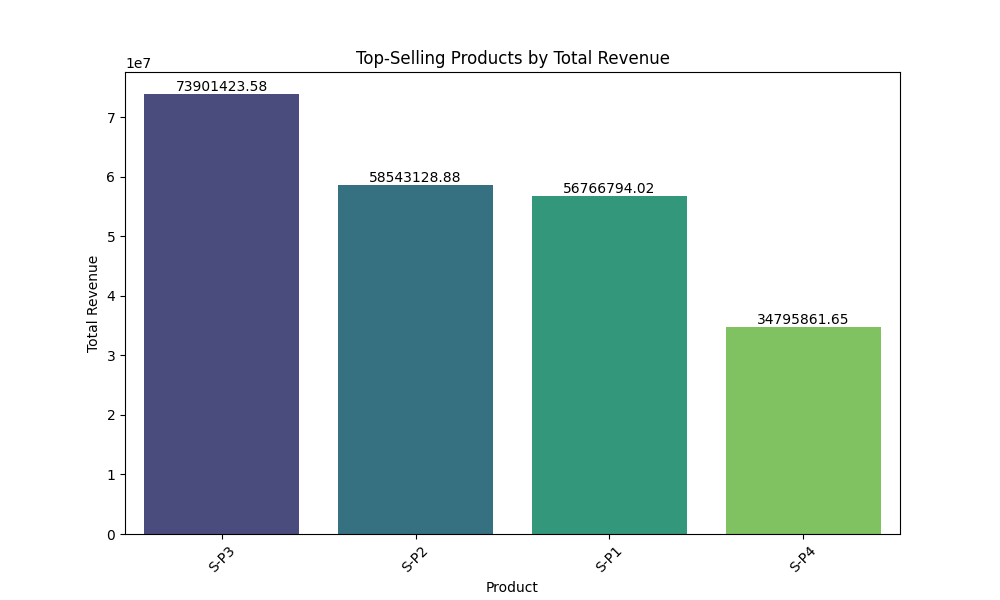 Top-Selling Products by Total Revenue
1e7
73901423.58
58543128.88
56766794.02
34795861.65
7
6
5
4
3
2
1
0
Total Revenue
S-P3
S-P2
S-P1
S-P4
Product